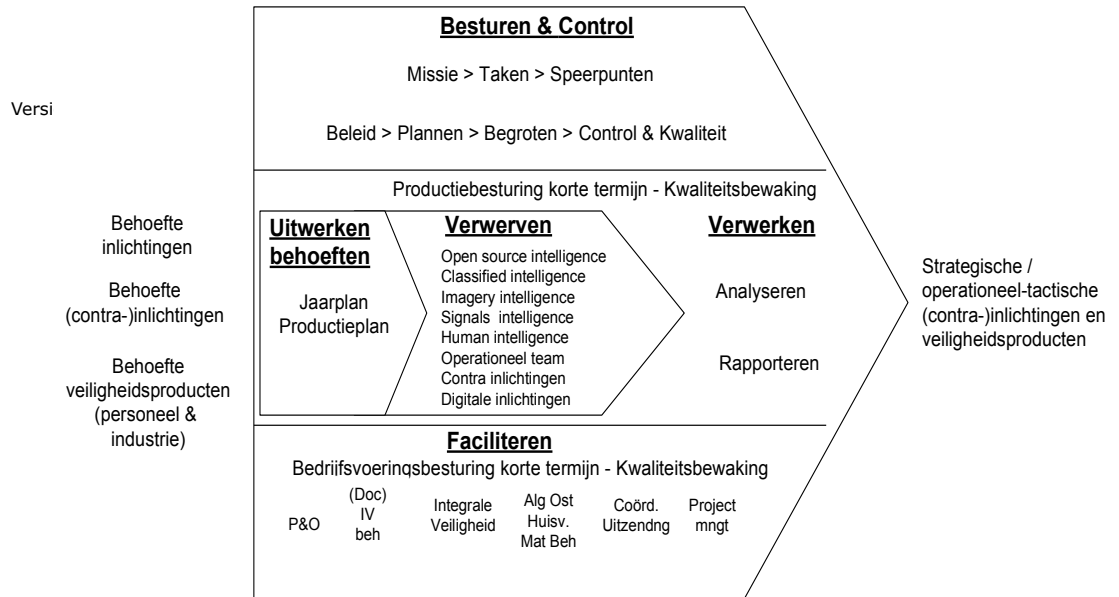 Besturen & Control
Missie > Taken > Speerpunten
Versi
Beleid > Plannen > Begroten > Control & Kwaliteit
Productiebesturing korte termijn - Kwaliteitsbewaking
Behoefte
inlichtingen
Behoefte
(contra-)inlichtingen
Behoefte
veiligheidsproducten
(personeel &
industrie)
Uitwerken
behoeften
Jaarplan
Productieplan
Verwerven
Open source intelligence
Classified intelligence
Imagery intelligence
Signals intelligence
Human intelligence
Operationeel team
Contra inlichtingen
Digitale inlichtingen
Verwerken
Analyseren
Rapporteren
Strategische /
operationeel-tactische
(contra-)inlichtingen en
veiligheidsproducten
Faciliteren
Bedrijfsvoeringsbesturing korte termijn - Kwaliteitsbewaking
P&O
(Doc)
IV
beh
Integrale
Veiligheid
Alg Ost
Huisv.
Mat Beh
Coörd.
Uitzendng
Project
mngt